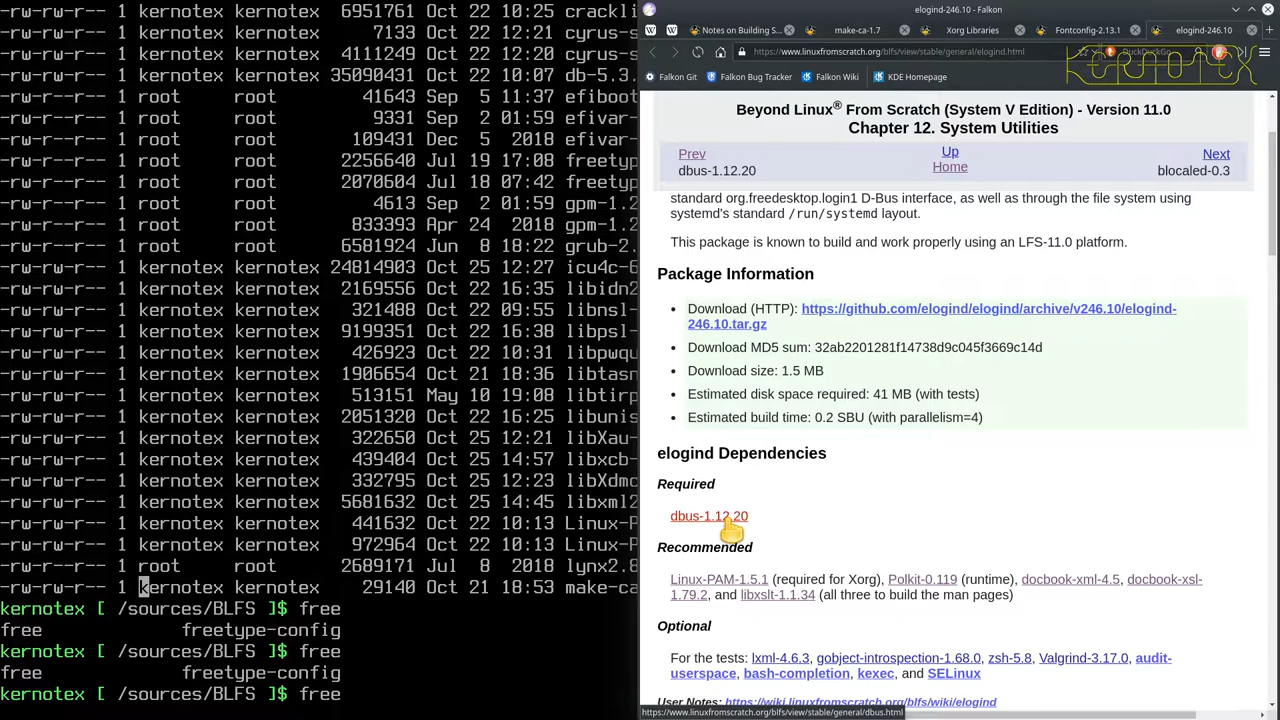 -rw-rw-r-- 1 kernotex kernotex 6951761 Oct 22 10:25 crackli
-rw-rw-r-- 1 kernotex kernotex 7133 Oct 22 12:21 cyrus-
-rw-rw-r-- 1 kernotex kernotex 4111249 Oct 22 12:20 cyrus-s
-rw-rw-r-- 1 kernotex kernotex 35090431 Oct 22 10:07 db-5.3.
-rw-rw-r-- 1 root root 41643 Sep 5 11:37 efiboot
-rw-rw-r-- 1 root root 9331 Sep 2 01:59 efivar-
-rw-rw-r-- 1 root root 109431 Dec 5 2018 efivar-
-rw-rw-r-- 1 root root 2256640 Jul 19 17:08 freetyp
-rw-rw-r-- 1 root root 2070604 Jul 18 07:42 freetyp
-rw-rw-r-- 1 root root 4613 Sep 2 01:59 gpm-1.2
-rw-rw-r-- 1 root root 833393 Apr 24 2018 gpm-1.2
-rw-rw-r-- 1 root root 6581924 Jun 8 18:22 grub-2.
-rw-rw-r-- 1 kernotex kernotex 24814903 Oct 25 12:27 icu4c-6
-rw-rw-r-- 1 kernotex kernotex 2169556 Oct 22 16:35 libidn2
-rw-rw-r-- 1 kernotex kernotex 321488 Oct 22 09:55 libnsl-
-rw-rw-r-- 1 kernotex kernotex 9199351 Oct 22 16:38 libpsl-
-rw-rw-r-- 1 kernotex kernotex 426923 Oct 22 10:31 libpwqu
-rw-rw-r-- 1 kernotex kernotex 1906654 Oct 21 18:36 libtasn
-rw-rw-r-- 1 kernotex kernotex 513151 May 10 19:08 libtirp
-rw-rw-r-- 1 kernotex kernotex 2051320 Oct 22 16:25 libunis
-rw-rw-r-- 1 kernotex kernotex 322650 Oct 25 12:21 libXau-
-rw-rw-r-- 1 kernotex kernotex 439404 Oct 25 14:57 libxcb-
-rw-rw-r-- 1 kernotex kernotex 332795 Oct 25 12:23 libXdmc
-rw-rw-r-- 1 kernotex kernotex 5681632 Oct 25 14:45 libxml2
-rw-rw-r-- 1 kernotex kernotex 441632 Oct 22 10:13 Linux-P
-rw-rw-r-- 1 kernotex kernotex 972964 Oct 22 10:13 Linux-P
-rw-rw-r-- 1 root root 2689171 Jul 8 2018 lynx2.8
-rw-rw-r-- 1 kernotex kernotex 29140 Oct 21 18:53 make-ca
kernotex [ /sources/BLFS ]$ free
free freetype-config
kernotex [ /sources/BLFS ]$ free
free freetype-config
kernotex [ /sources/BLFS ]$ free
elogind-246.10 - Falkon
Notes on Building S... make-ca-1.7 Xorg Libraries Fontconfig-2.13.1 elogind-246.10
https://www.linuxfromscratch.org/blfs/view/stable/general/elogind.html DuckDuckGo
KERNOTEX
Falkon Git Falkon Bug Tracker Falkon Wiki KDE Homepage
Beyond Linux® From Scratch (System V Edition) - Version 11.0
Chapter 12. System Utilities
Prev Up Next
dbus-1.12.20 Home blocaled-0.3
standard org.freedesktop.login1 D-Bus interface, as well as through the file system using
systemd's standard /run/systemd layout.
This package is known to build and work properly using an LFS-11.0 platform.
Package Information
• Download (HTTP): https://github.com/elogind/elogind/archive/v246.10/elogind-
246.10.tar.gz
• Download MD5 sum: 32ab2201281f14738d9c045f3669c14d
• Download size: 1.5 MB
• Estimated disk space required: 41 MB (with tests)
• Estimated build time: 0.2 SBU (with parallelism=4)
elogind Dependencies
Required
dbus-1.12.20
Recommended
Linux-PAM-1.5.1 (required for Xorg), Polkit-0.119 (runtime), docbook-xml-4.5, docbook-xsl-
1.79.2, and libxslt-1.1.34 (all three to build the man pages)
Optional
For the tests: lxml-4.6.3, gobject-introspection-1.68.0, zsh-5.8, Valgrind-3.17.0, audit-
userspace, bash-completion, kexec, and SELinux
User Notes: https://wiki.linuxfromscratch.org/blfs/wiki/elogind
https://www.linuxfromscratch.org/blfs/view/stable/general/dbus.html